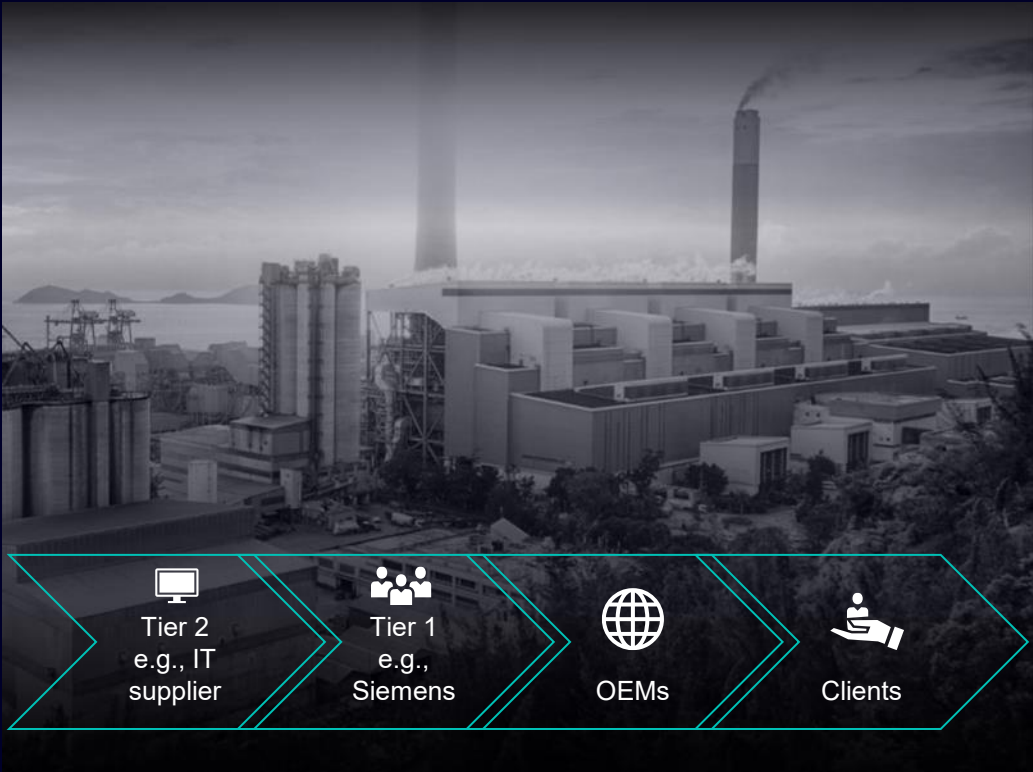 Tier 2
e.g., IT
supplier
Tier 1
e.g.,
Siemens
OEMs
Clients